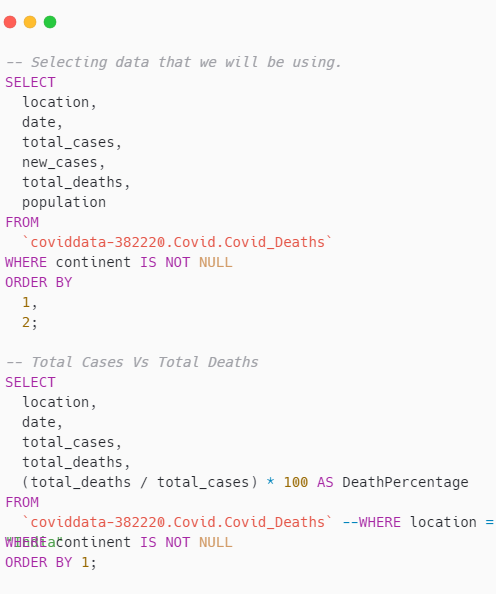 -- Selecting data that we will be using.
SELECT
location,
date,
total_cases,
new_cases,
total_deaths,
population
FROM
`coviddata-382220.Covid.Covid_Deaths`
WHERE continent IS NOT NULL
ORDER BY
1,
2;
-- Total Cases Vs Total Deaths
SELECT
location,
date,
total_cases,
total_deaths,
(total_deaths / total_cases) * 100 AS DeathPercentage
FROM
`coviddata-382220.Covid.Covid_Deaths` --WHERE location =
WHERE continent IS NOT NULL
ORDER BY 1;